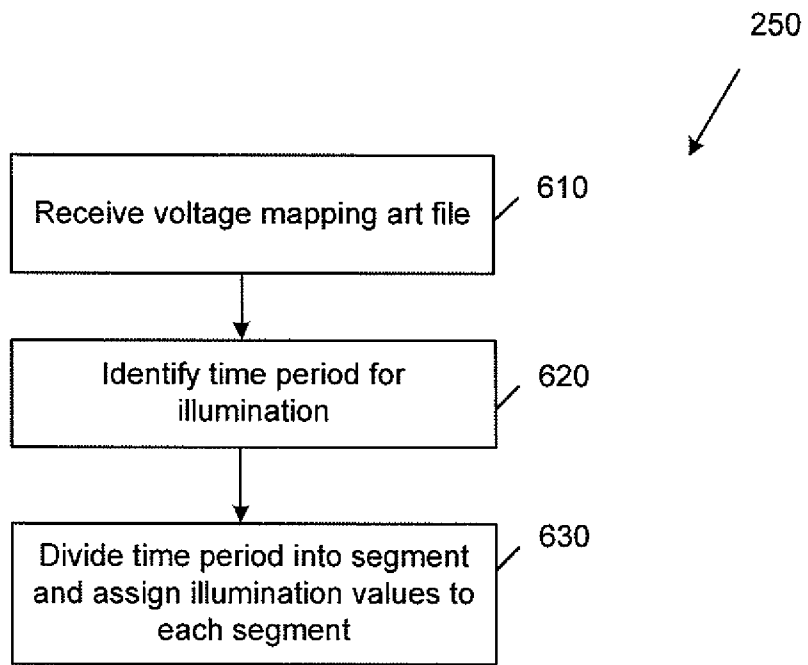 250
Receive voltage mapping art file
610
Identify time period for
illumination
620
Divide time period into segment
and assign illumination values to
each segment
630